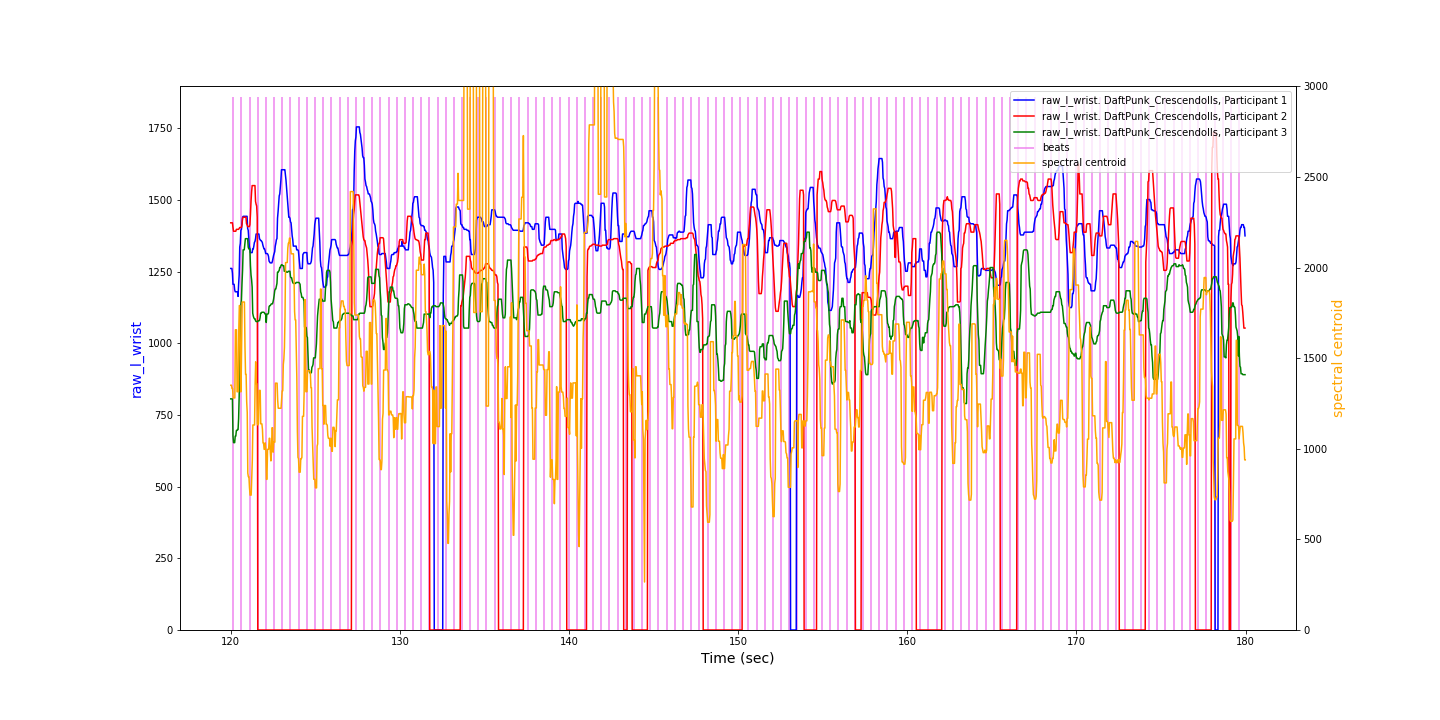 raw_l_wrist. DaftPunk_Crescendolls, Participant 1
raw_l_wrist. DaftPunk_Crescendolls, Participant 2
raw_l_wrist. DaftPunk_Crescendolls, Participant 3
beats
spectral centroid
raw_l_wrist
1750
1500
1250
1000
750
500
250
0
3000
2500
2000
1500
1000
500
0
spectral centroid
120
130
140
150
160
170
180
Time (sec)